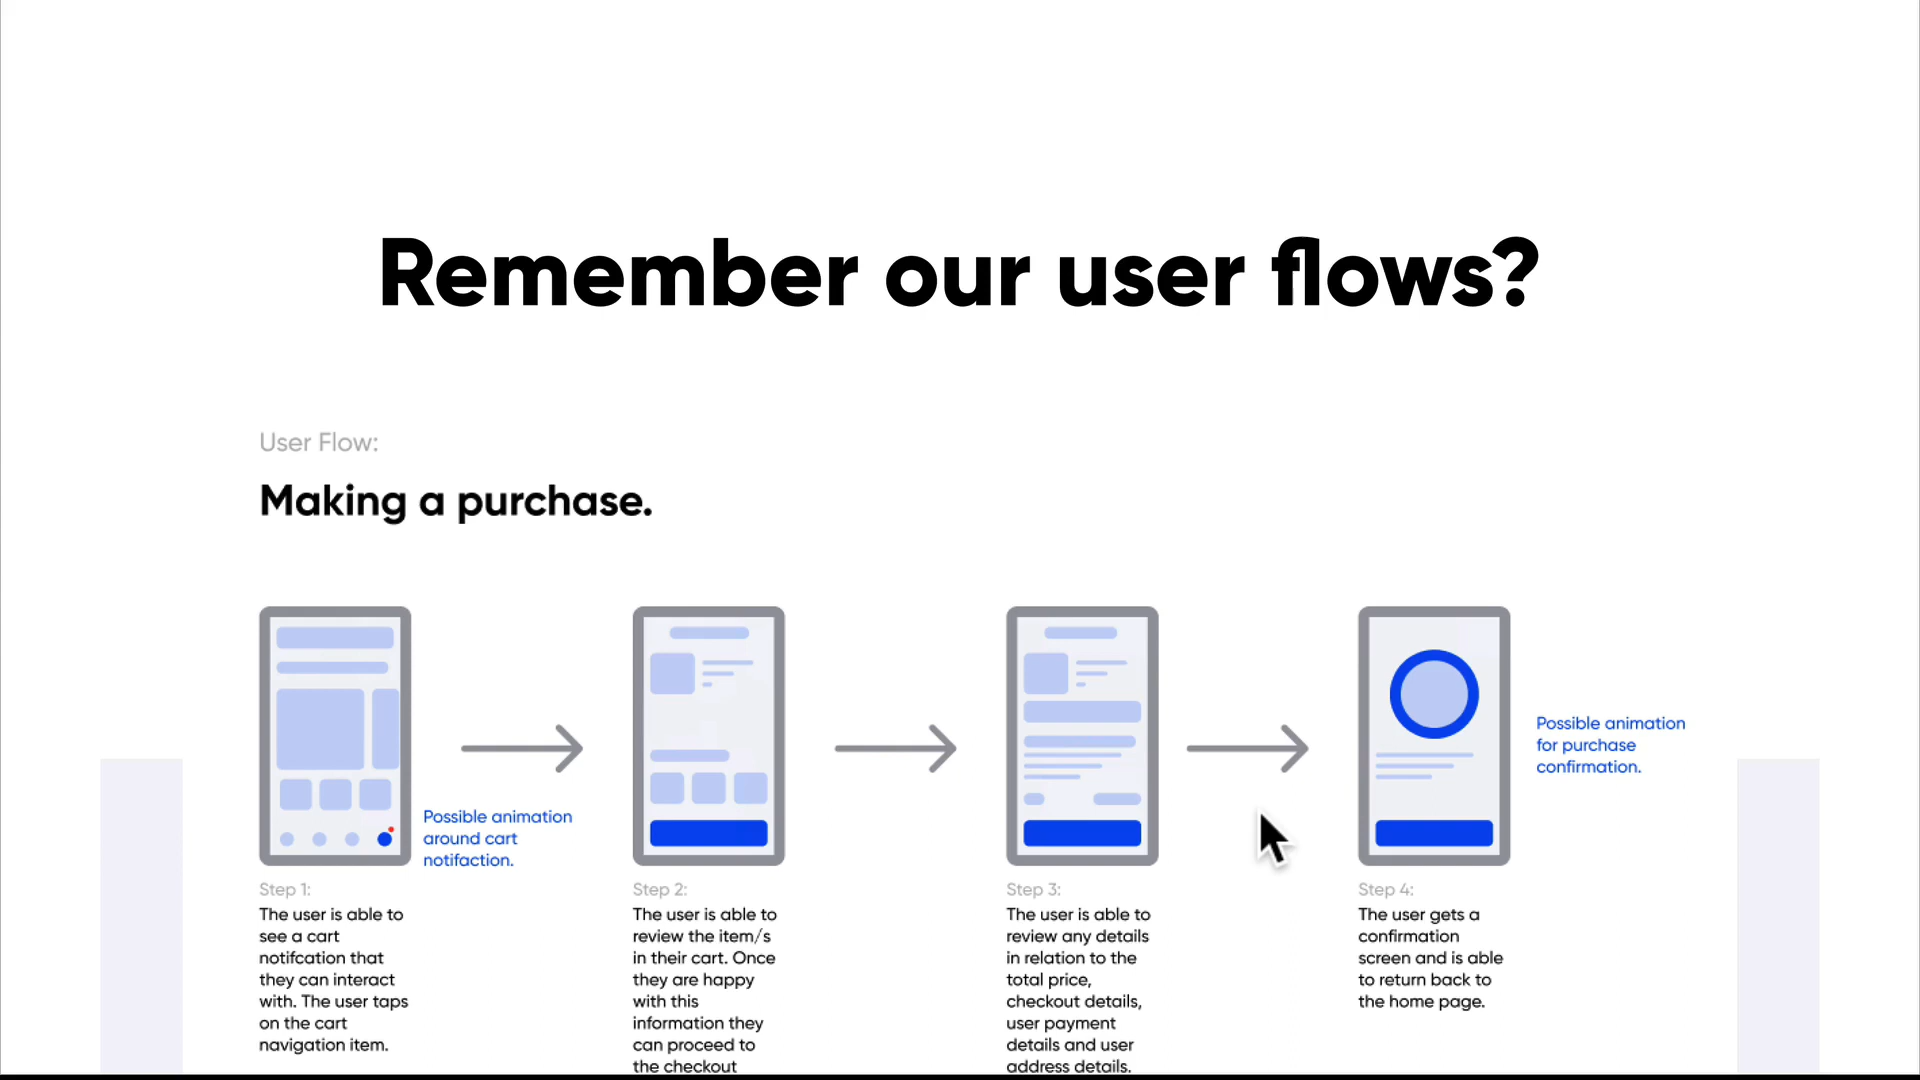 Remember our user flows?
User Flow:
Making a purchase.
Possible animation
around cart
notifaction.
Possible animation
for purchase
confirmation.
Step 1:
The user is able to
see a cart
notifcation that
they can interact
with. The user taps
on the cart
navigation item.
Step 2:
The user is able to
review the item/s
in their cart. Once
they are happy
with this
information they
can proceed to
the checkout
Step 3:
The user is able to
review any details
in relation to the
total price,
checkout details,
user payment
details and user
address details.
Step 4:
The user gets a
confirmation
screen and is able
to return back to
the home page.